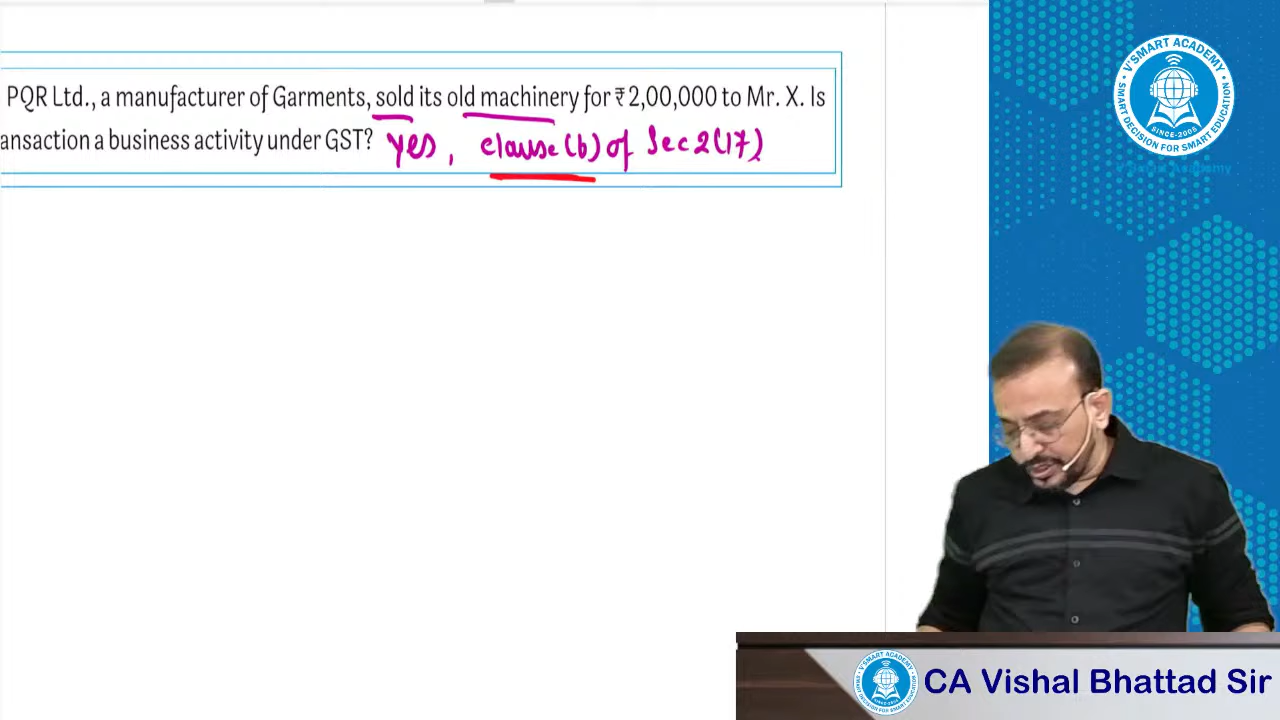 PQR Ltd., a manufacturer of Garments, sold its old machinery for ₹ 2,00,000 to Mr. X. Is
ansaction a business activity under GST? yes, clause (b) of Sec 2(17)
V'SMART ACADEMY
SINCE-2005
SMART DECISION FOR SMART EDUCATION
V'Smart Academy
CA Vishal Bhattad Sir